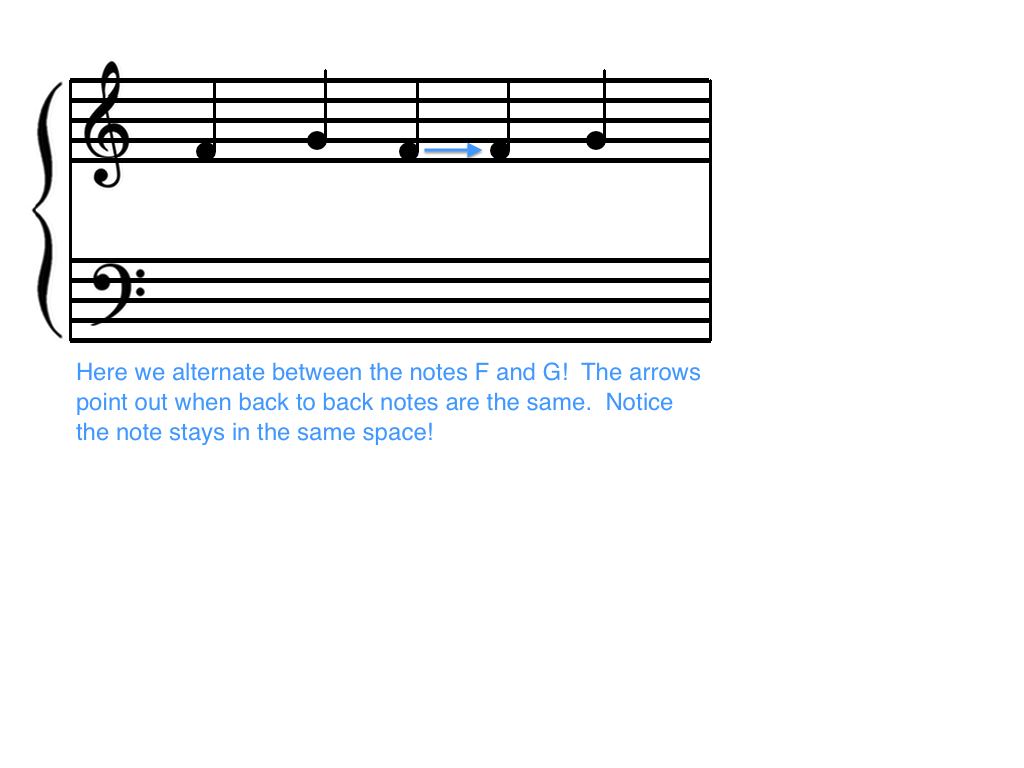 Here we alternate between the notes F and G!  The arrows
point out when back to back notes are the same.  Notice
the note stays in the same space!